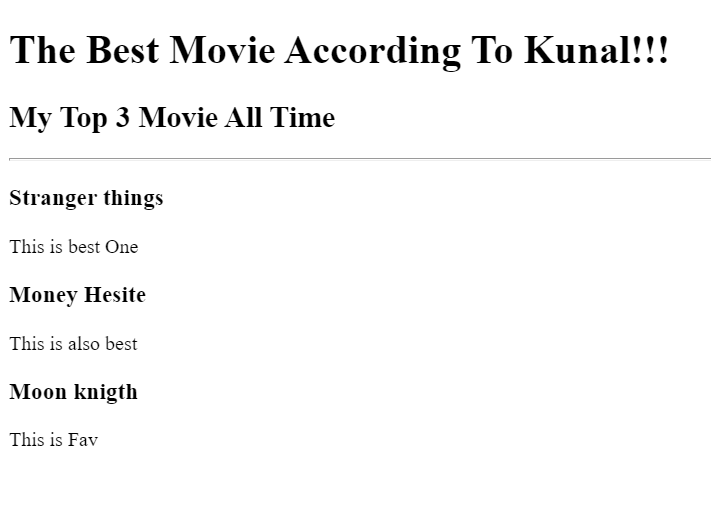 The Best Movie According To Kunal!!!
My Top 3 Movie All Time
Stranger things
This is best One
Money Hesite
This is also best
Moon knigth
This is Fav